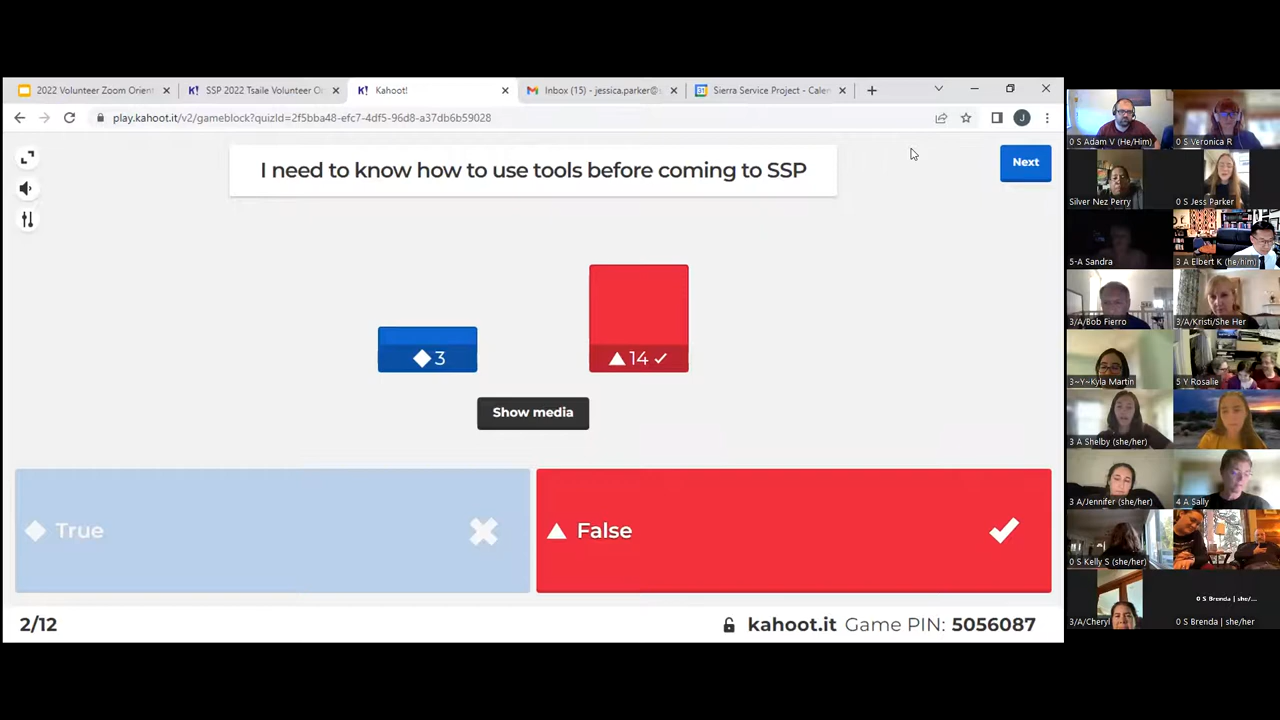 2022 Volunteer Zoom Orient
SSP 2022 Tsaile Volunteer O
Kahoot!
Inbox (15) - jessica.parker@
Sierra Service Project - Calen
play.kahoot.it/v2/gameblock?quizId=2f5bba48-efc7-4df5-96d8-a37db6b59028
J
I need to know how to use tools before coming to SSP
Next
3
14
Show media
True
False
2/12
kahoot.it Game PIN: 5056087
0 S Adam V (He/Him)
0 S Veronica R
Silver Nez Perry
0 S Jess Parker
5-A Sandra
3 A Elbert K (he/him)
3/A/Bob Fierro
3/A/Kristi/She Her
3~Y~Kyla Martin
5 Y Rosalie
3 A Shelby (she/her)
3 A/Jennifer (she/her)
4 A Sally
0 S Kelly S (she/her)
0 S Brenda | she/...
3/A/Cheryl
0 S Brenda | she/her